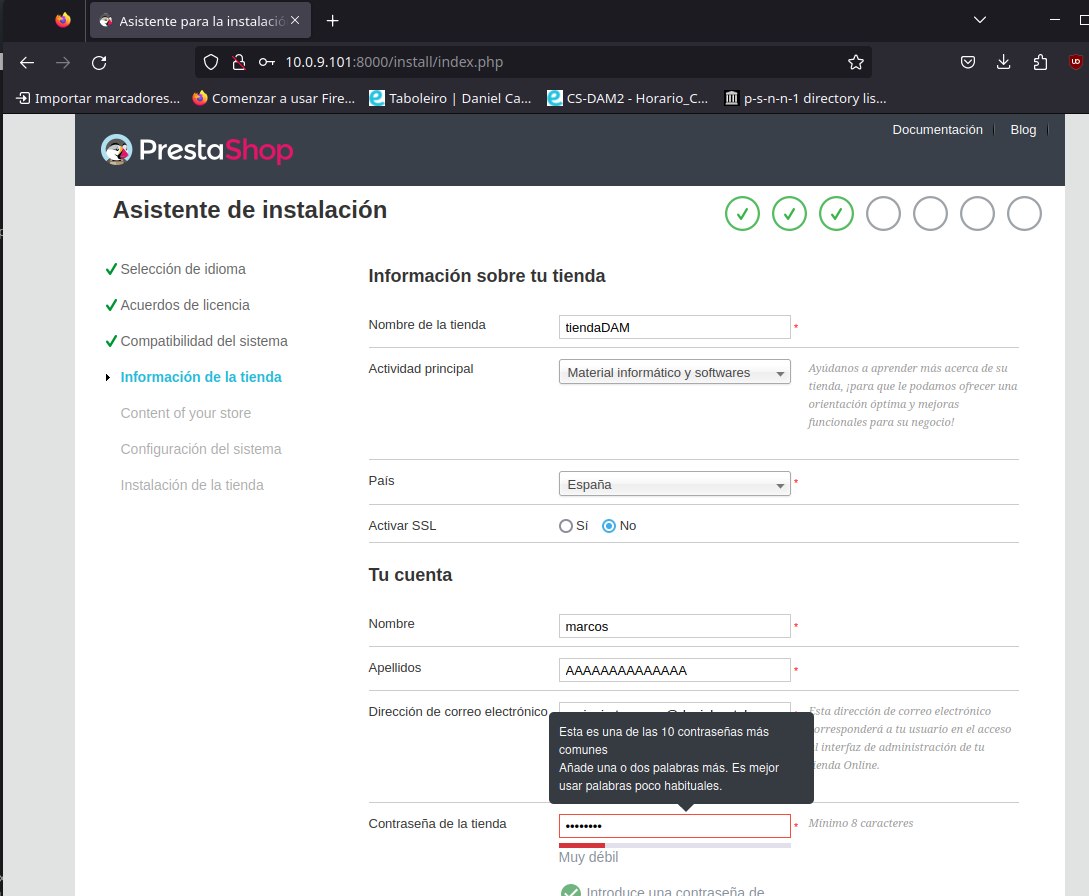 Asistente para la instalació
10.0.9.101:8000/install/index.php
Importar marcadores...
Comenzar a usar Fire...
Taboleiro | Daniel Ca...
CS-DAM2 - Horario_C...
p-s-n-n-1 directory lis...
PrestaShop
Documentación
Blog
Asistente de instalación
Selección de idioma
Acuerdos de licencia
Compatibilidad del sistema
Información de la tienda
Content of your store
Configuración del sistema
Instalación de la tienda
Información sobre tu tienda
Nombre de la tienda
tiendaDAM
*
Actividad principal
Material informático y softwares
Ayúdanos a aprender más acerca de su
tienda, ¡para que le podamos ofrecer una
orientación óptima y mejoras
funcionales para su negocio!
País
España
*
Activar SSL
Sí
No
Tu cuenta
Nombre
marcos
*
Apellidos
AAAAAAAAAAAAAA
*
Dirección de correo electrónico
Esta dirección de correo electrónico
corresponderá a tu usuario en el acceso
al interfaz de administración de tu
tienda Online.
Esta es una de las 10 contraseñas más
comunes
Añade una o dos palabras más. Es mejor
usar palabras poco habituales.
Contraseña de la tienda
••••••••
*
Mínimo 8 caracteres
Muy débil
Introduce una contraseña de